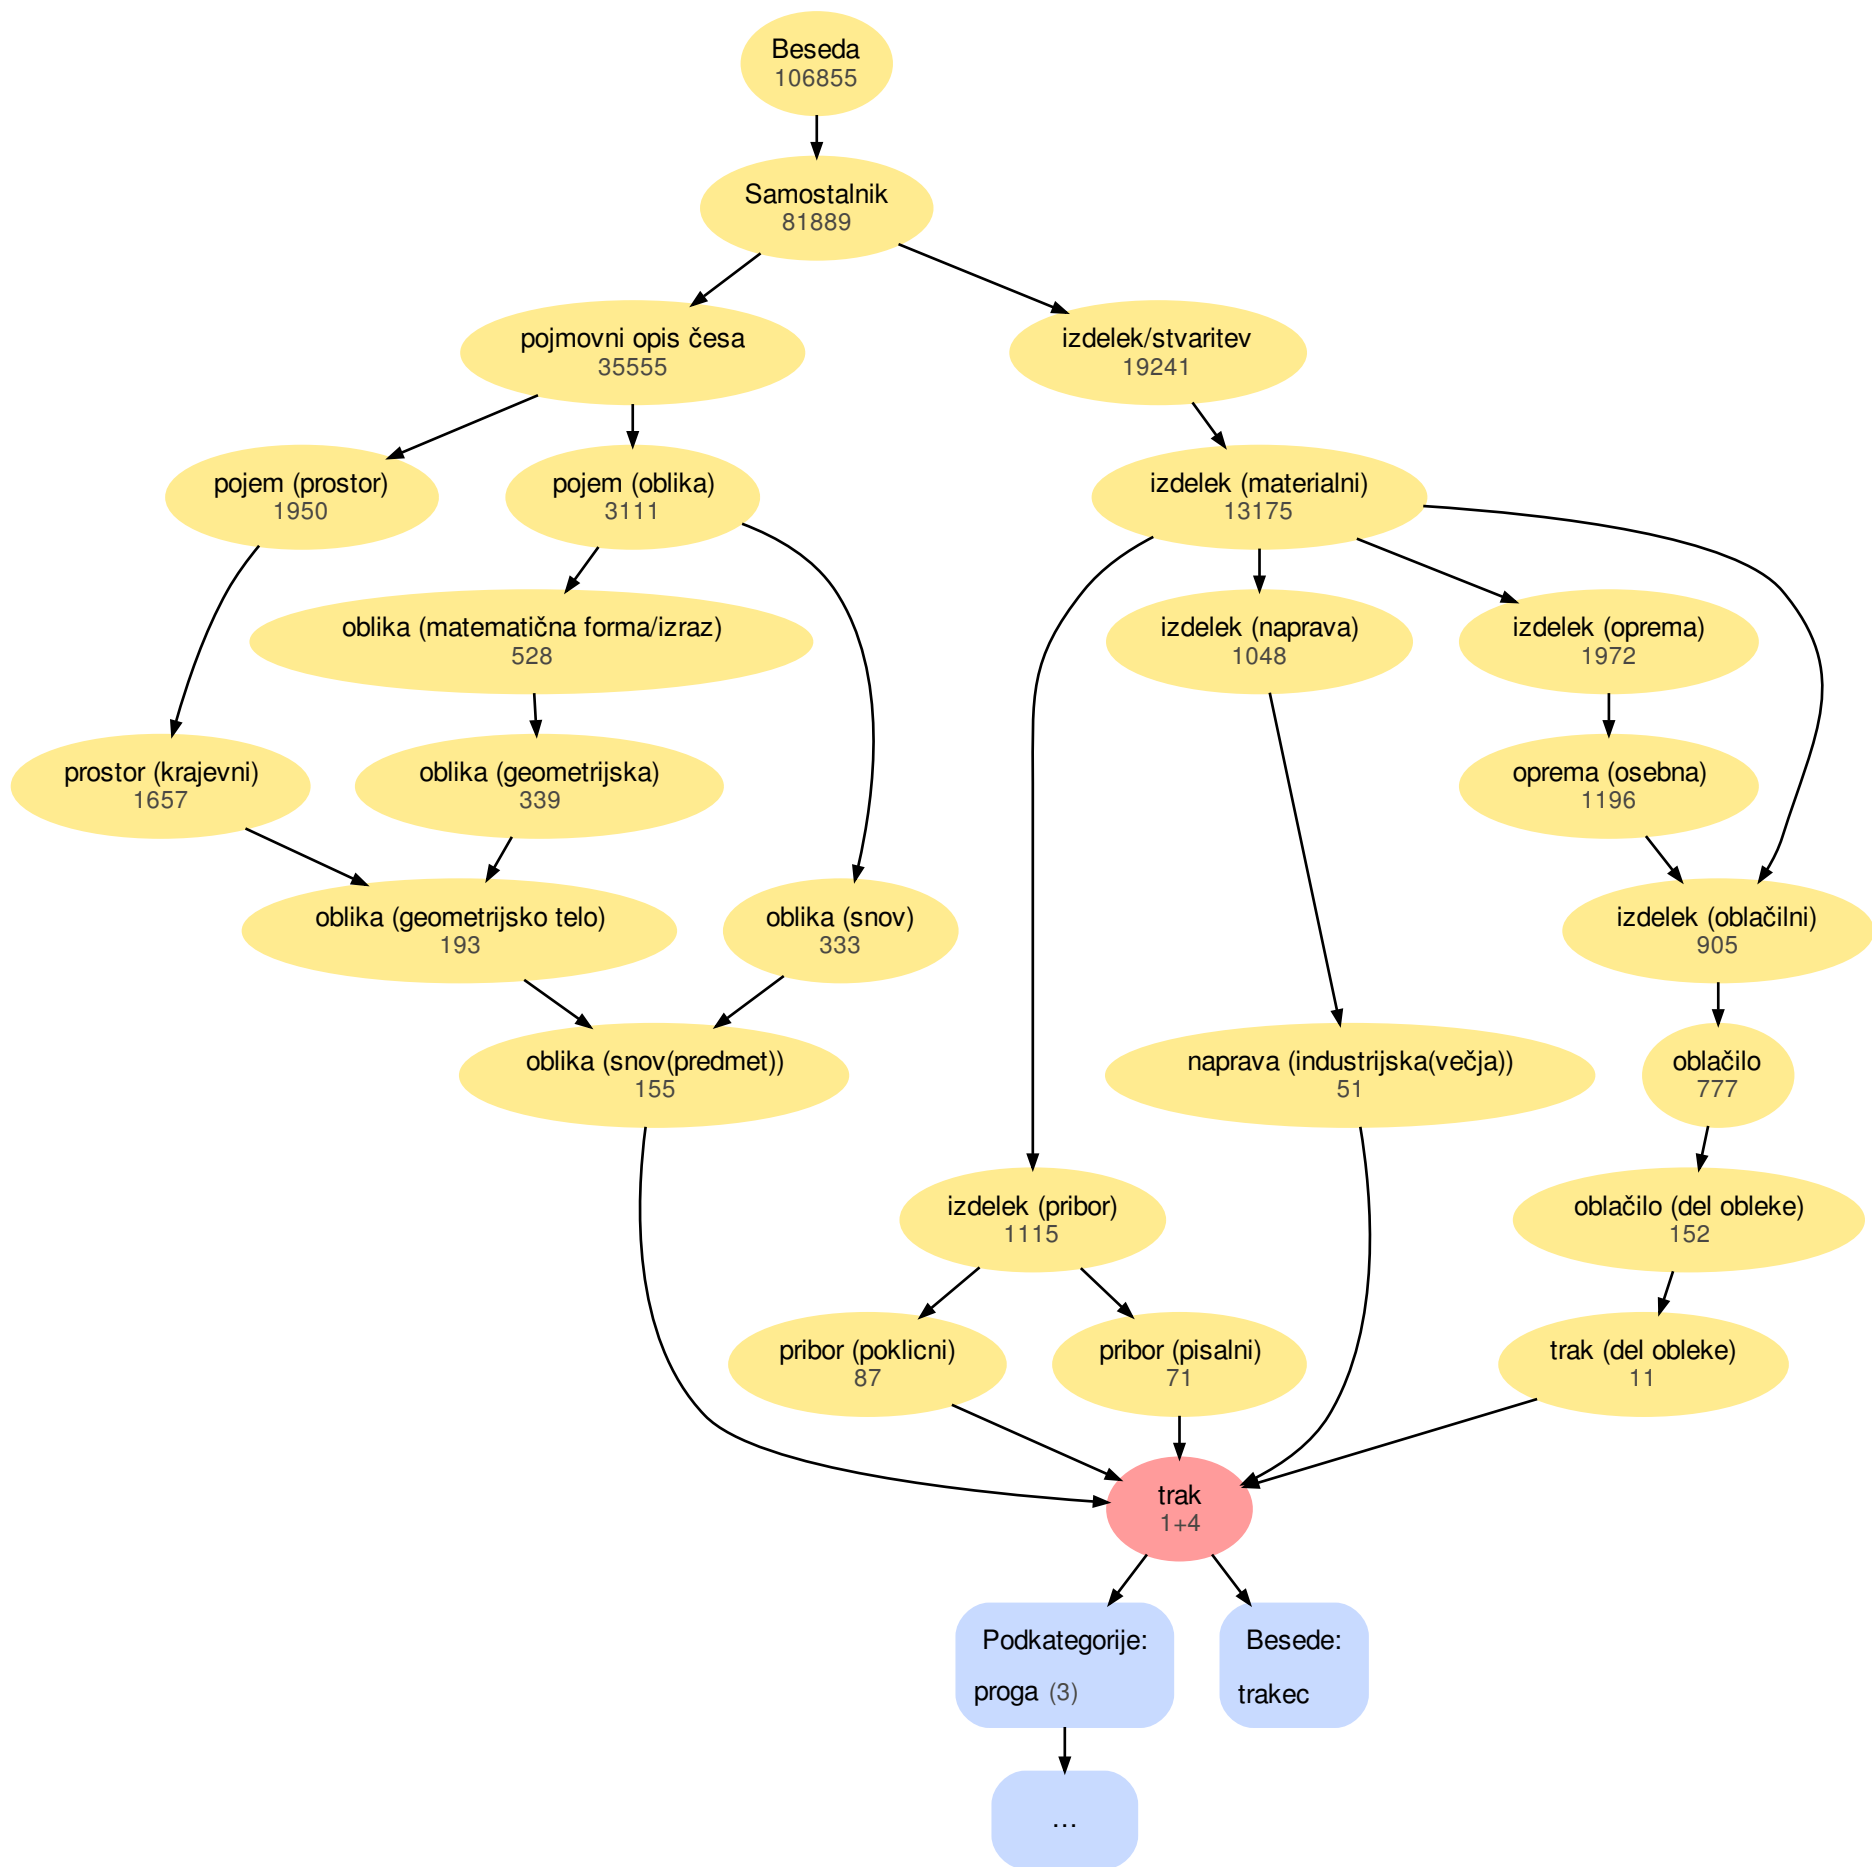 Beseda
106855
Samostalnik
81889
pojmovni opis česa
35555
izdelek/stvaritev
19241
pojem (prostor)
1950
pojem (oblika)
3111
izdelek (materialni)
13175
oblika (matematična forma/izraz)
528
izdelek (naprava)
1048
izdelek (oprema)
1972
prostor (krajevni)
1657
oblika (geometrijska)
339
oprema (osebna)
1196
oblika (geometrijsko telo)
193
oblika (snov)
333
izdelek (oblačilni)
905
oblika (snov(predmet))
155
naprava (industrijska(večja))
51
oblačilo
777
izdelek (pribor)
1115
oblačilo (del obleke)
152
pribor (poklicni)
87
pribor (pisalni)
71
trak (del obleke)
11
trak
1+4
Podkategorije:
proga (3)
Besede:
trakec
...